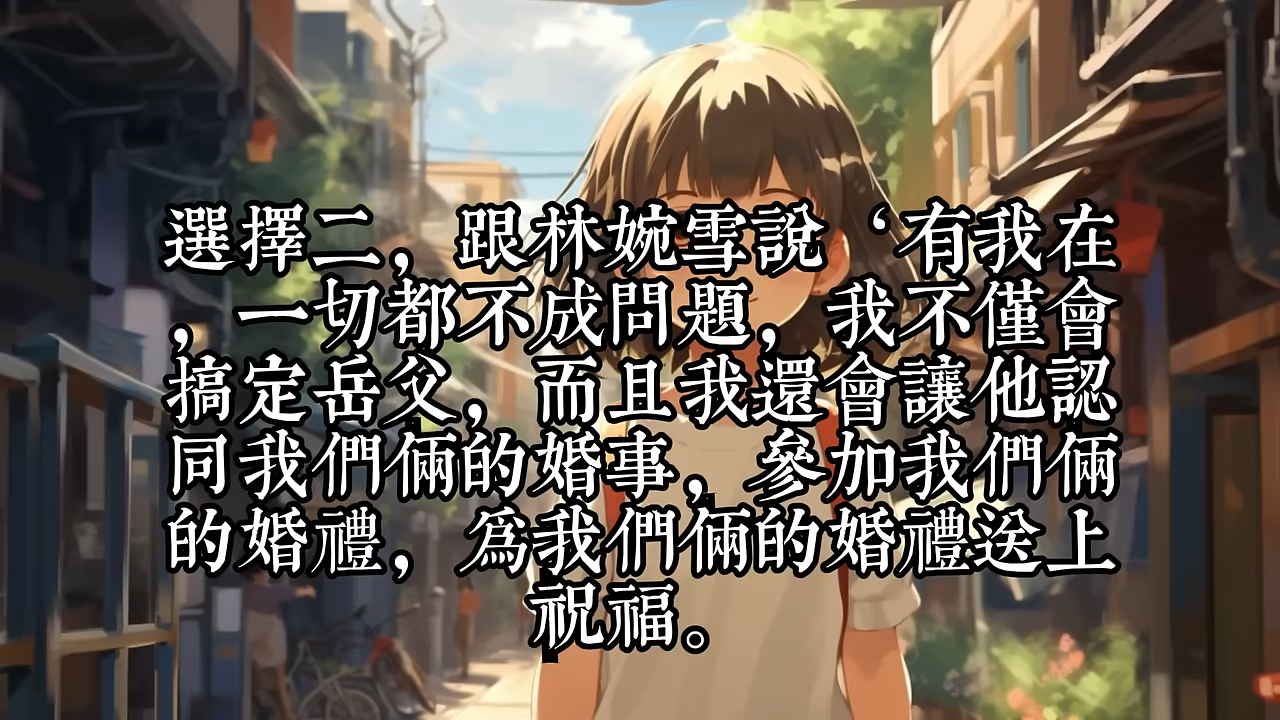 選擇二，跟林婉雪說‘有我在
，一切都不成問題，我不僅會
搞定岳父，而且我還會讓他認
同我們倆的婚事，參加我們倆
的婚禮，爲我們倆的婚禮送上
祝福。